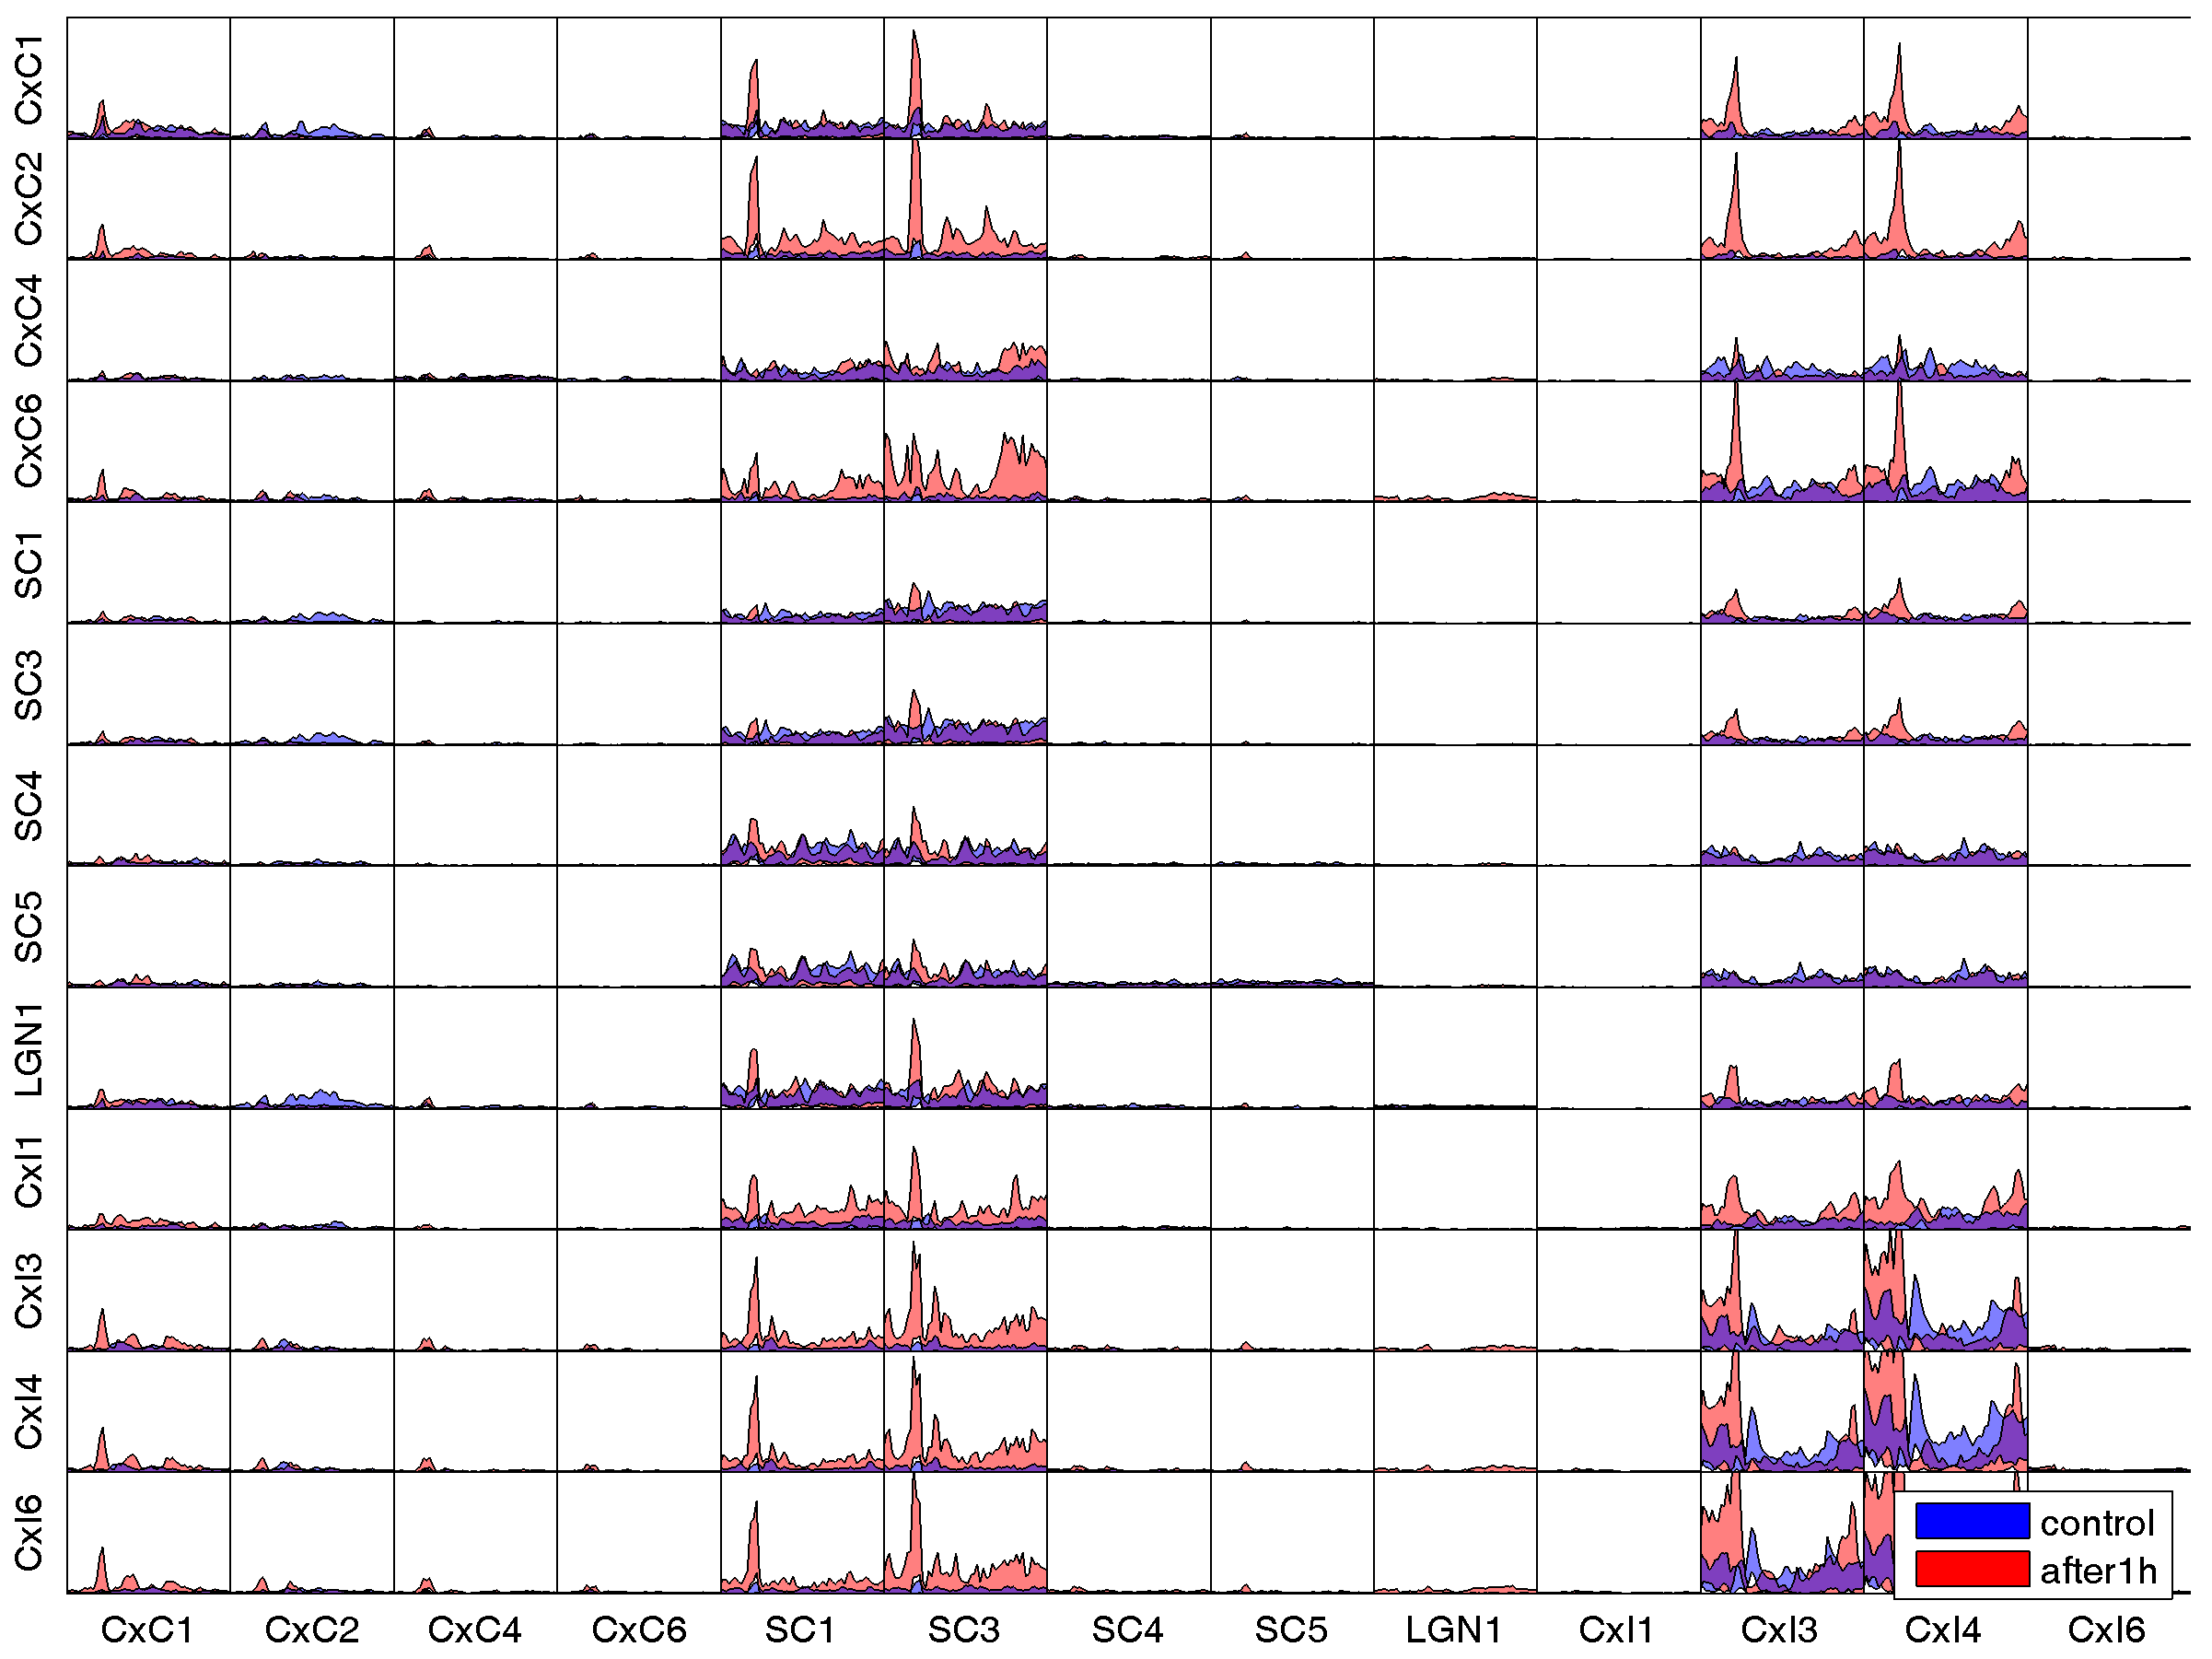 CxC1
CxC2
CxC4
CxC6
SC1
SC3
SC4
SC5
LGN1
CxI1
CxI3
CxI4
CxI6
control
after1h
CxC1 CxC2 CxC4 CxC6 SC1 SC3 SC4 SC5 LGN1 CxI1 CxI3 CxI4 CxI6